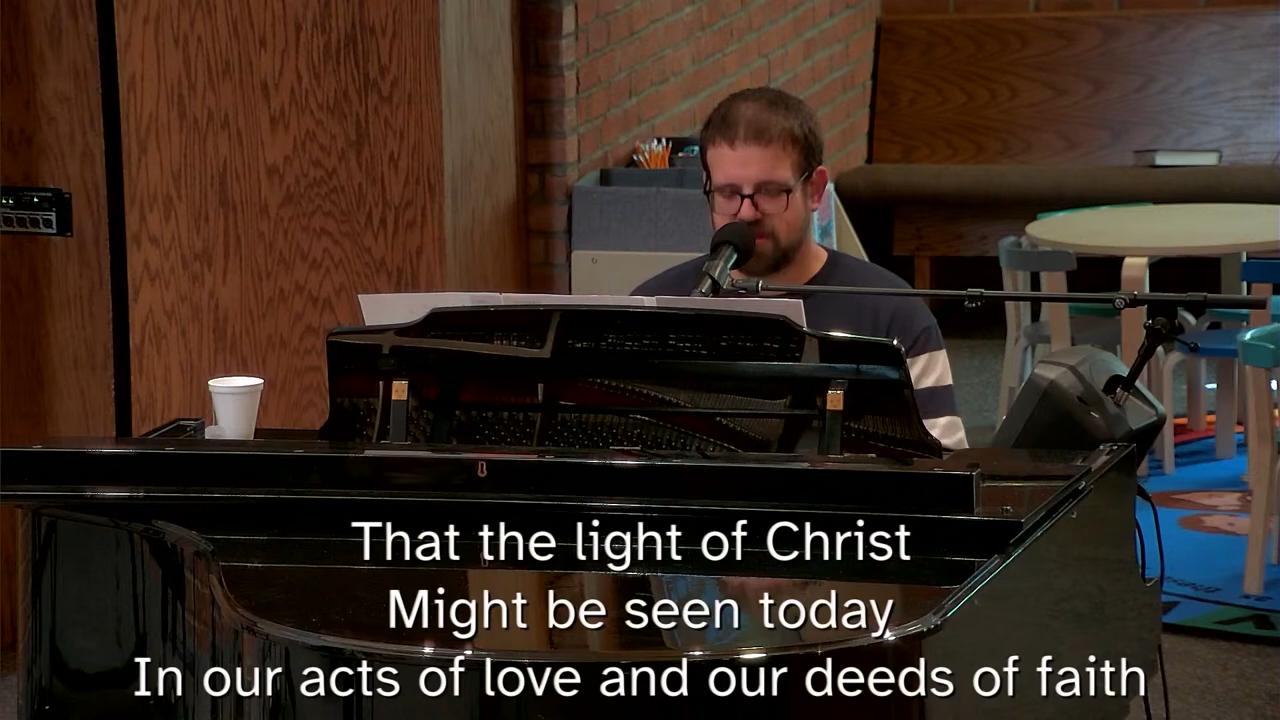 That the light of Christ
Might be seen today
In our acts of love and our deeds of faith